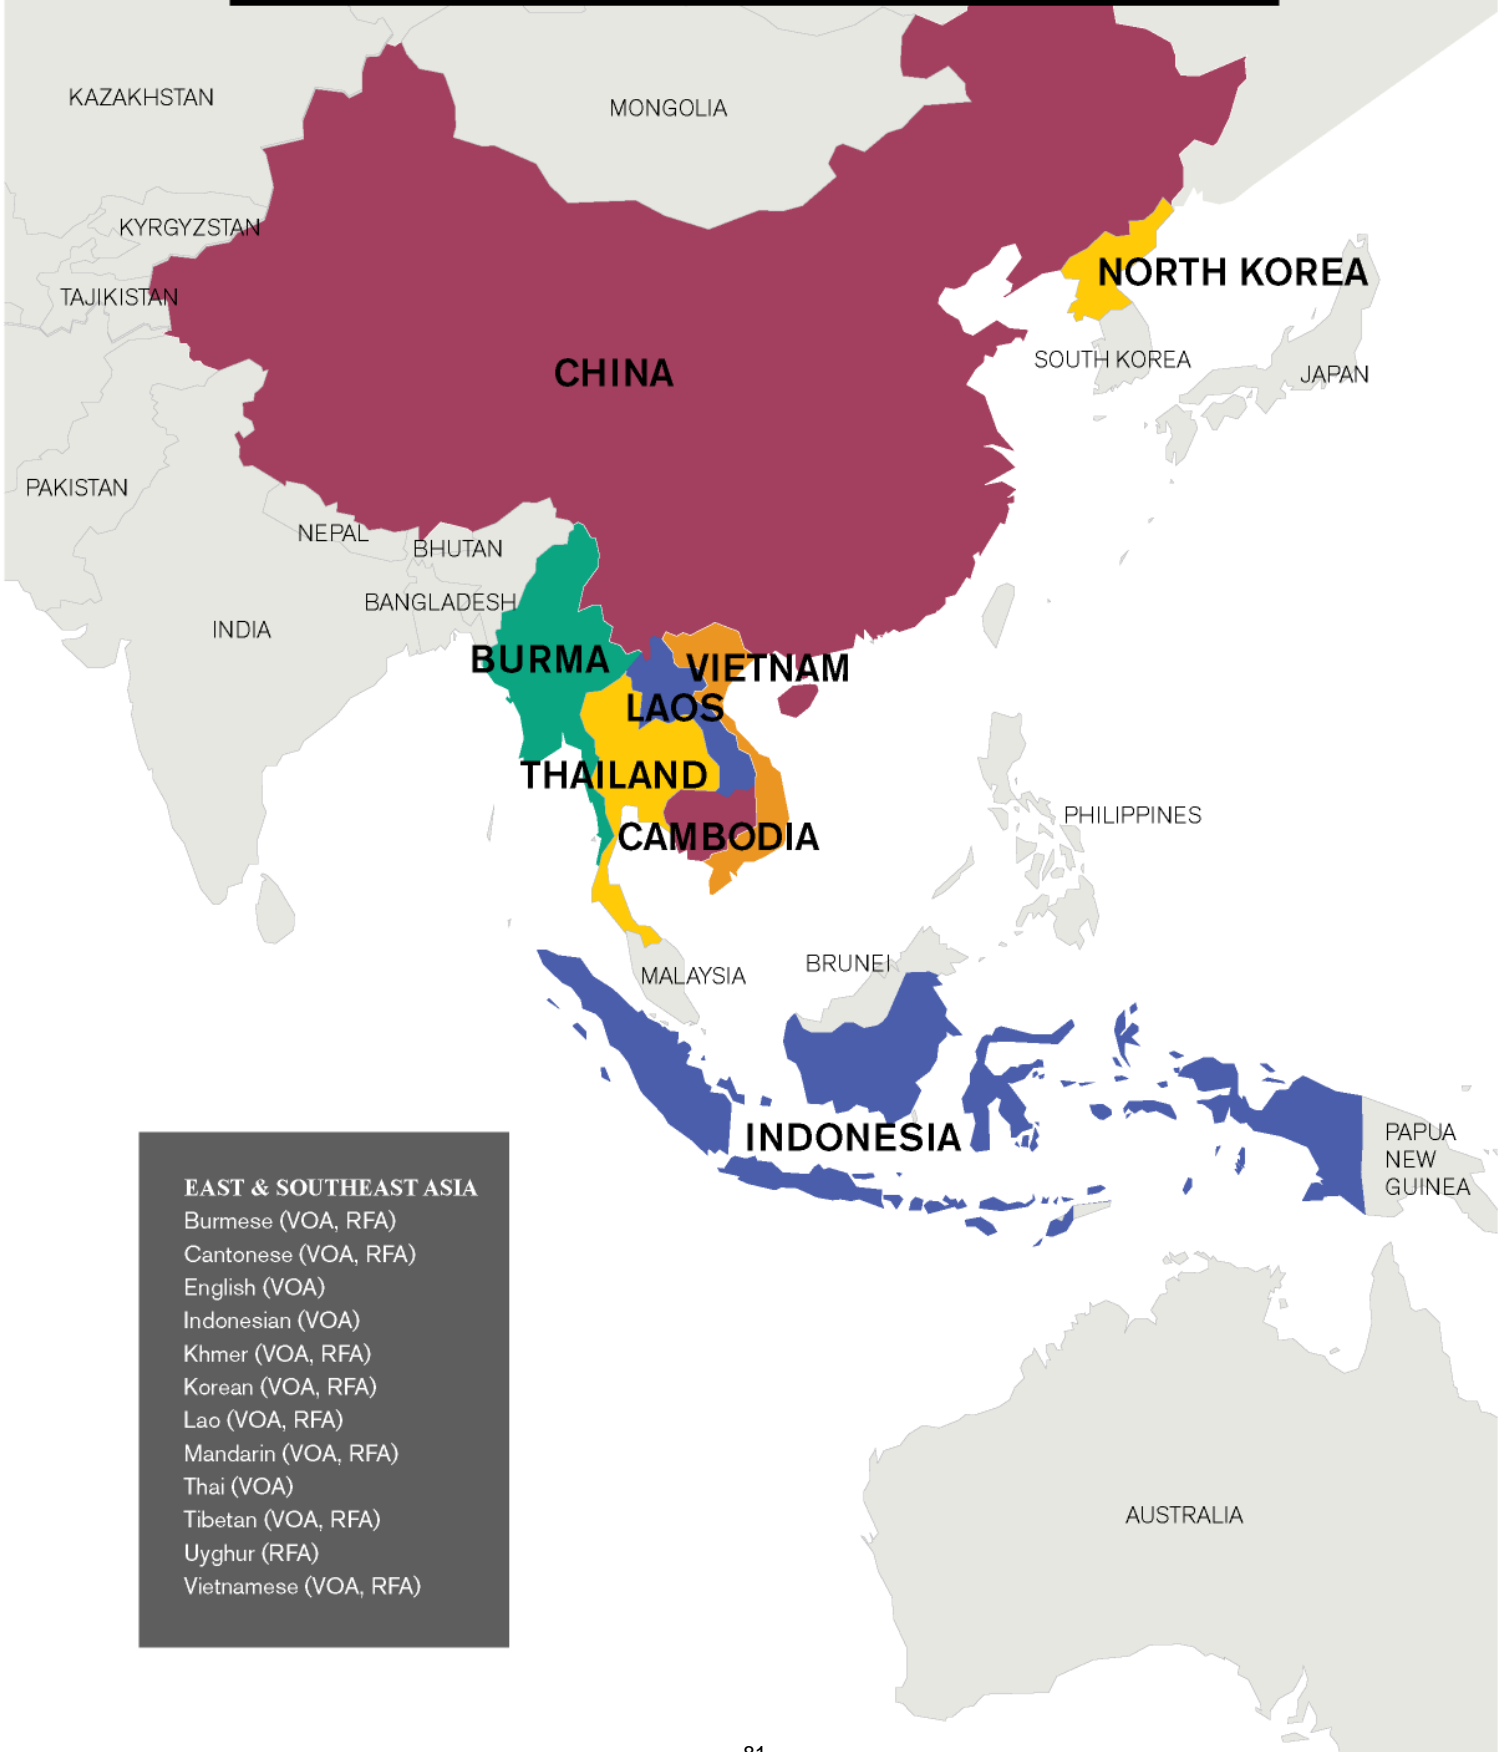 KAZAKHSTAN
MONGOLIA
KYRGYZSTAN
NORTH KOREA
TAJIKISTAN
SOUTH KOREA
CHINA
JAPAN
PAKISTAN
NEPAL
BHUTAN
BANGLADESH
INDIA
BURMA
VIETNAM
LAOS
THAILAND
PHILIPPINES
CAMBODIA
BRUNEI
MALAYSIA
INDONESIA
PAPUA
NEW
GUINEA
EAST & SOUTHEAST ASIA
Burmese (VOA, RFA)
Cantonese (VOA, RFA)
English (VOA)
Indonesian (VOA)
Khmer (VOA, RFA)
Korean (VOA, RFA)
Lao (VOA, RFA)
Mandarin (VOA, RFA)
Thai (VOA)
Tibetan (VOA, RFA)
Uyghur (RFA)
Vietnamese (VOA, RFA)
AUSTRALIA
81